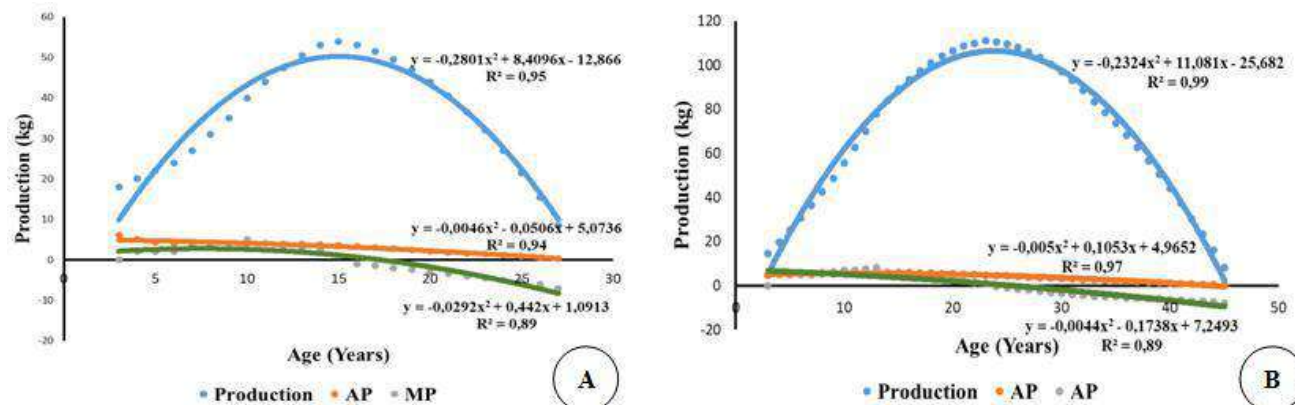 60
50
40
30
20
10
0
-10
-20
0
5
10
15
20
25
30
Production (kg)
Age (Years)
y = -0,2801x² + 8,4096x - 12,866
R² = 0,95
y = -0,0046x² - 0,0506x + 5,0736
R² = 0,94
y = -0,0292x² + 0,442x + 1,0913
R² = 0,89
Production AP MP
A
120
100
80
60
40
20
0
-20
0
10
20
30
40
50
Production (kg)
Age (Years)
y = -0,2324x² + 11,081x - 25,682
R² = 0,99
y = -0,005x² + 0,1053x + 4,9652
R² = 0,97
y = -0,0044x² - 0,1738x + 7,2493
R² = 0,89
Production AP AP
B